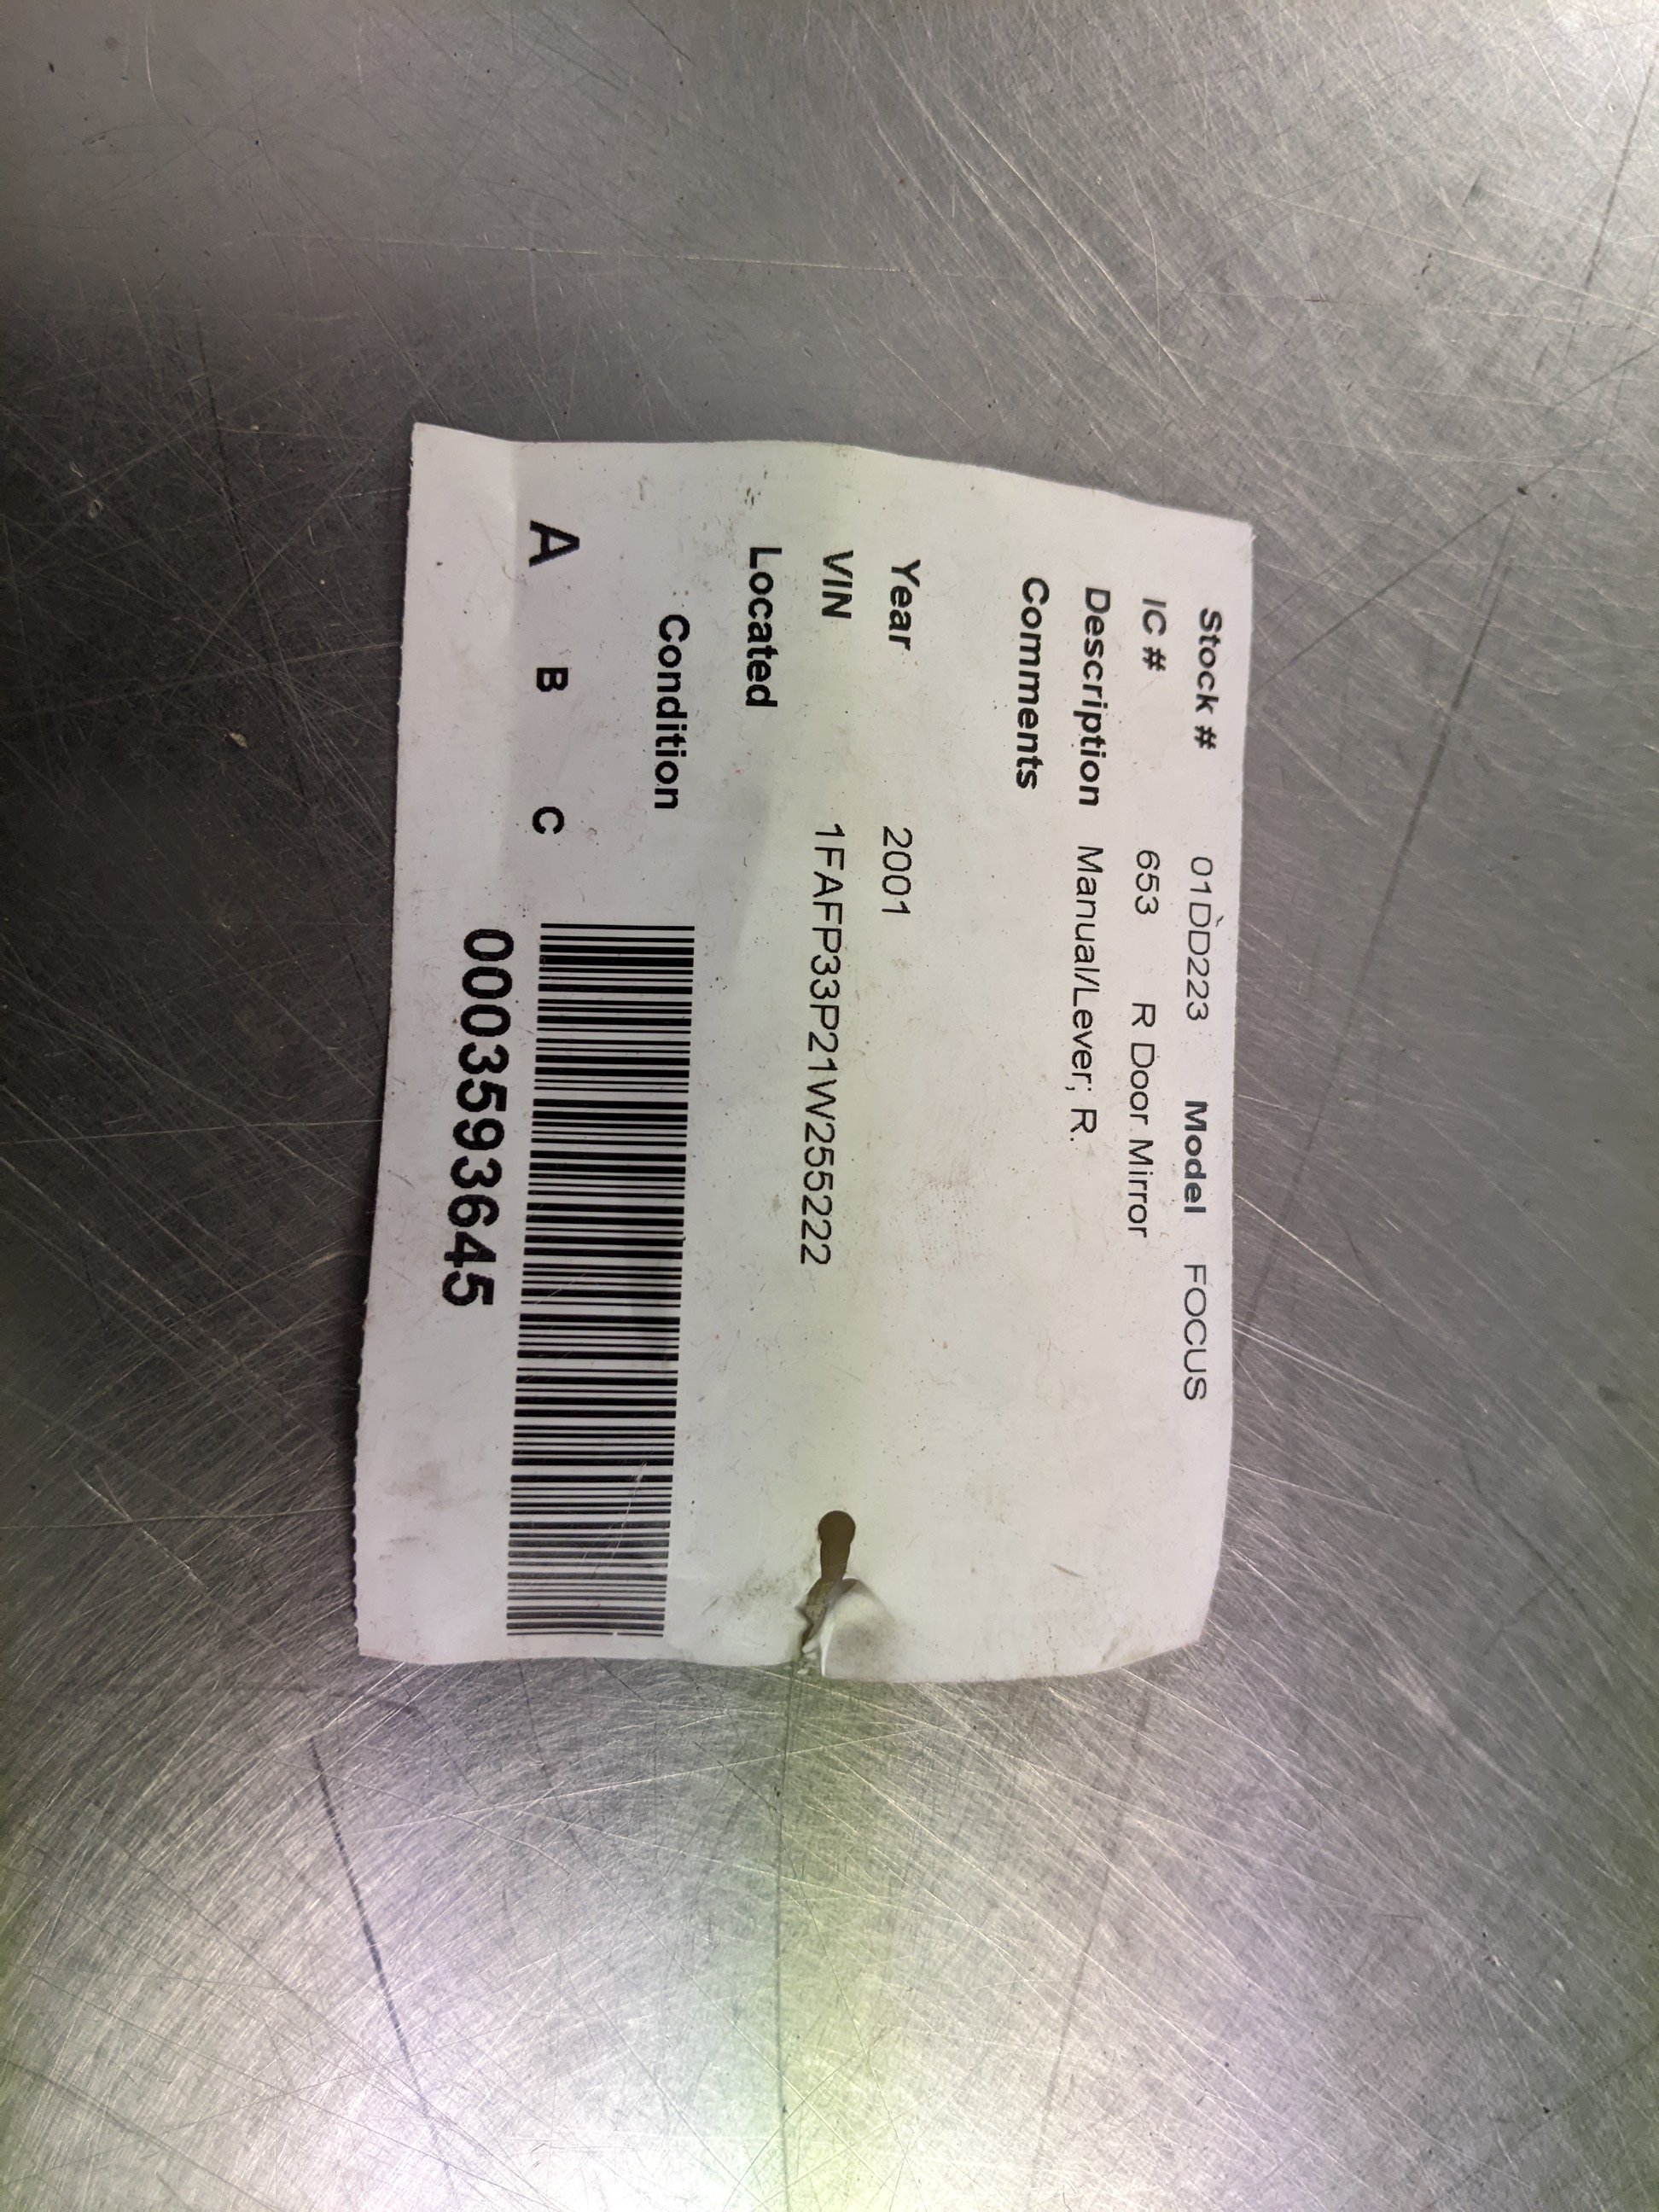 Stock # 01DD223 Model FOCUS
IC # 653 R Door Mirror
Description Manual/Lever; R.
Comments
Year 2001
VIN 1FAFP33P21W255222
Located
Condition
A B C
0003593645